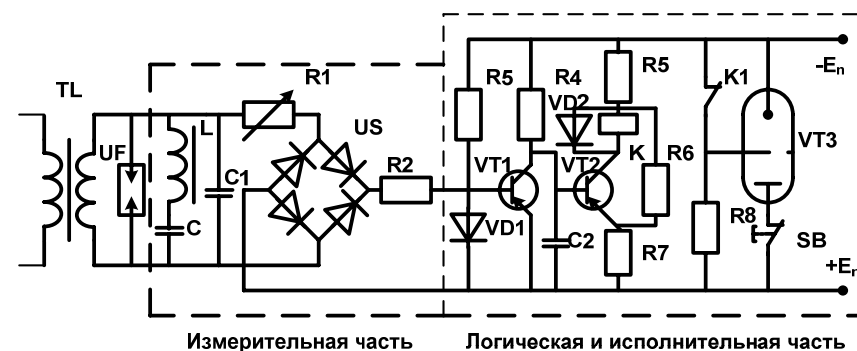 TL
UF
L
C
C1
R1
US
R2
R5
VT1
VD1
R4
VD2
C2
VT2
R5
K
R6
R7
K1
-Eп
VT3
R8
SB
+Eп
Измерительная часть
Логическая и исполнительная часть